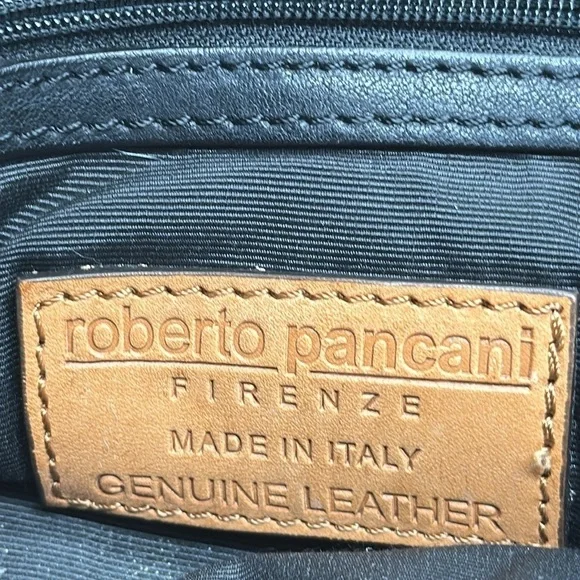 roberto pancani
FIRENZE
MADE IN ITALY
GENUINE LEATHER